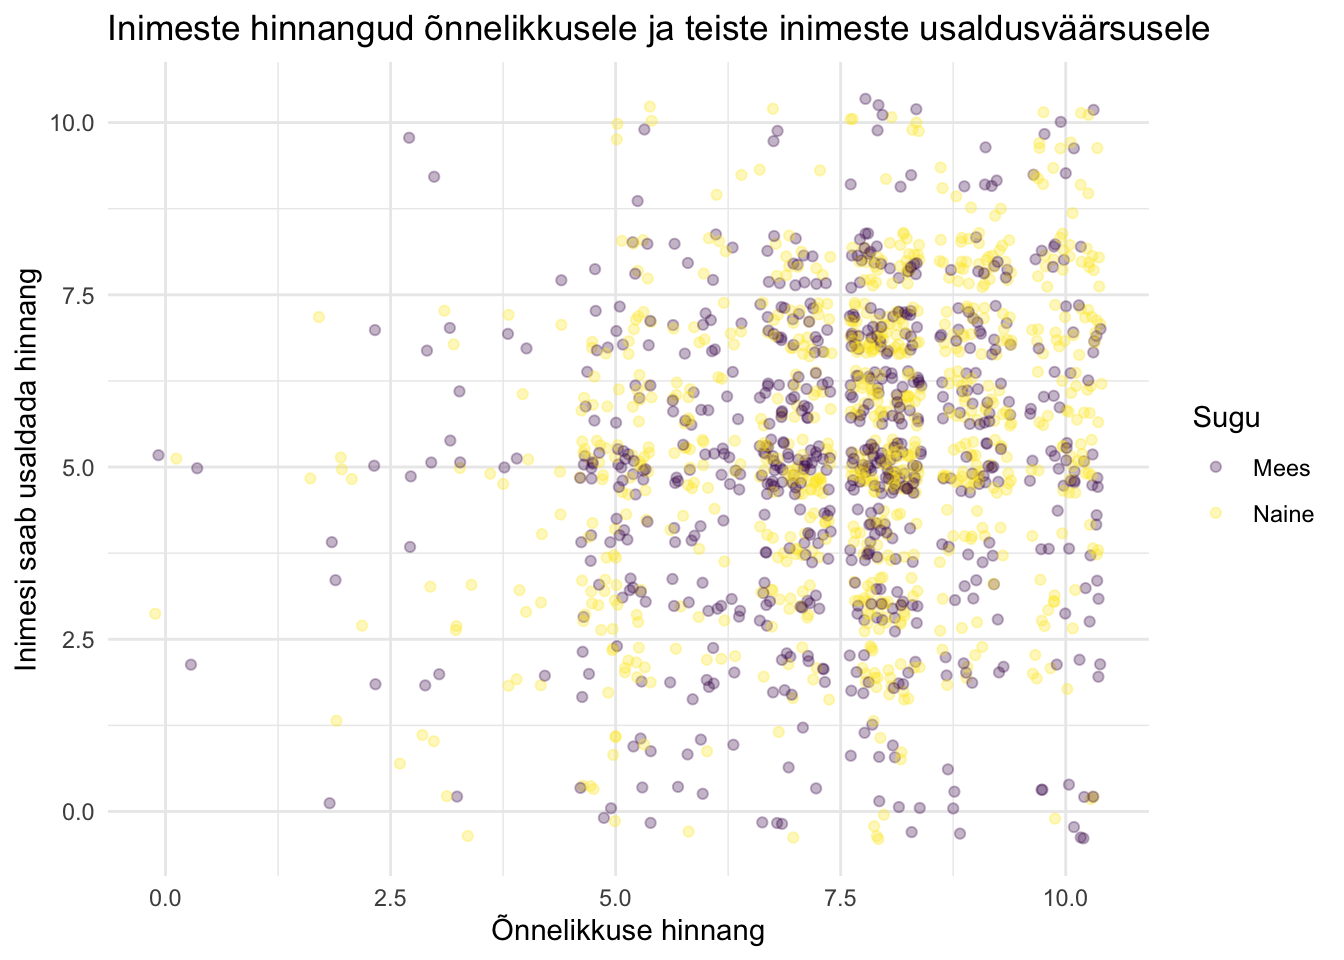 Inimeste hinnangud õnnelikkusele ja teiste inimeste usaldusväärsusele
Inimesi saab usaldada hinnang
10.0
7.5
5.0
2.5
0.0
0.0
2.5
5.0
7.5
10.0
Õnnelikkuse hinnang
Sugu
Mees
Naine